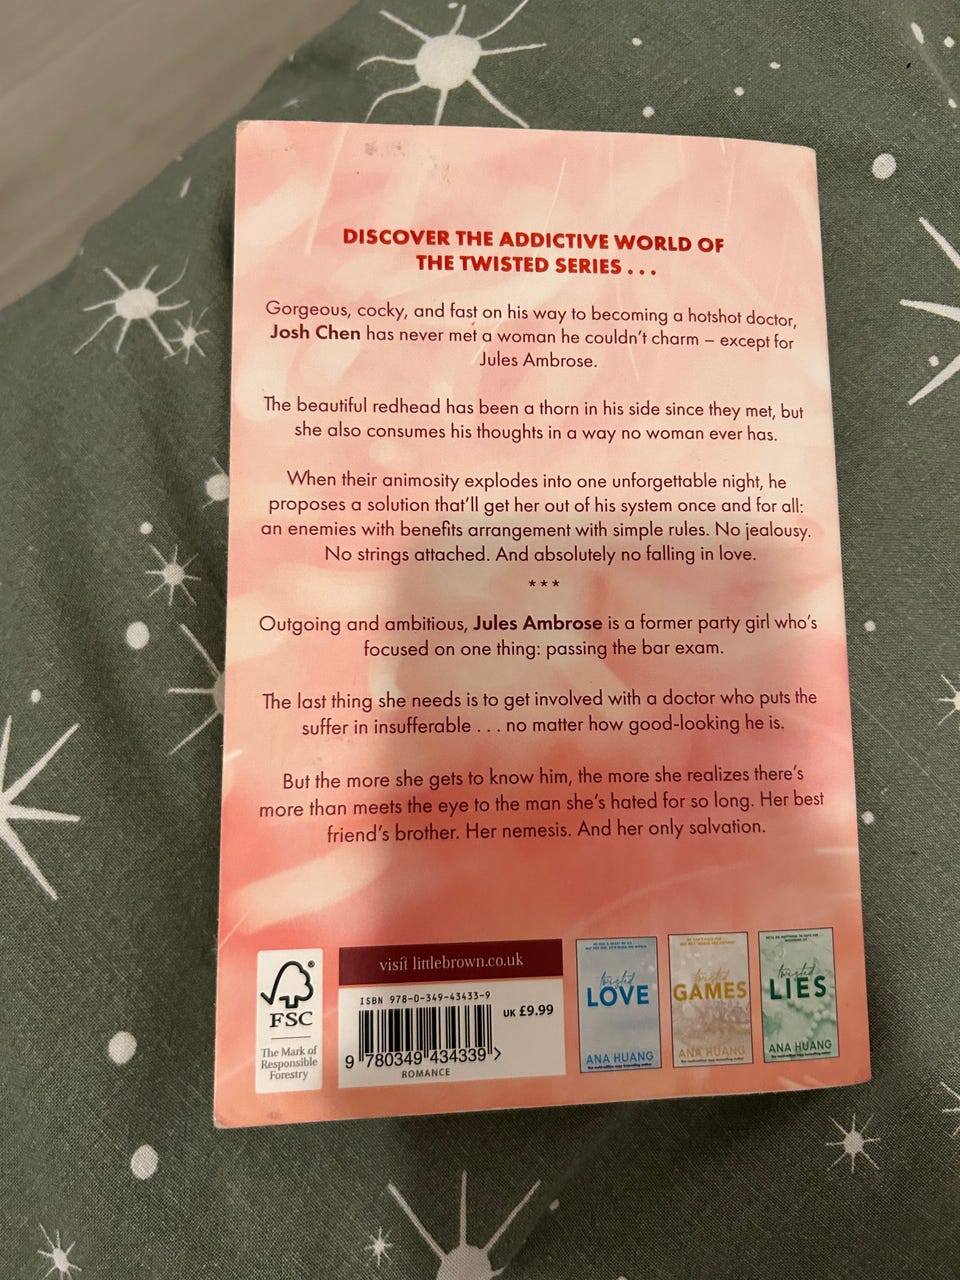 DISCOVER THE ADDICTIVE WORLD OF
THE TWISTED SERIES . . .
Gorgeous, cocky, and fast on his way to becoming a hotshot doctor,
Josh Chen has never met a woman he couldn't charm – except for
Jules Ambrose.
The beautiful redhead has been a thorn in his side since they met, but
she also consumes his thoughts in a way no woman ever has.
When their animosity explodes into one unforgettable night, he
proposes a solution that'll get her out of his system once and for all:
an enemies with benefits arrangement with simple rules. No jealousy.
No strings attached. And absolutely no falling in love.
***
Outgoing and ambitious, Jules Ambrose is a former party girl who's
focused on one thing: passing the bar exam.
The last thing she needs is to get involved with a doctor who puts the
suffer in insufferable . . . no matter how good-looking he is.
But the more she gets to know him, the more she realizes there's
more than meets the eye to the man she's hated for so long. Her best
friend's brother. Her nemesis. And her only salvation.
®
FSC
The Mark of
Responsible
Forestry
visit littlebrown.co.uk
ISBN 978-0-349-43433-9
UK £9.99
9 780349 434339 >
ROMANCE
twisted
LOVE
ANA HUANG
twisted
GAMES
ANA HUANG
twisted
LIES
ANA HUANG